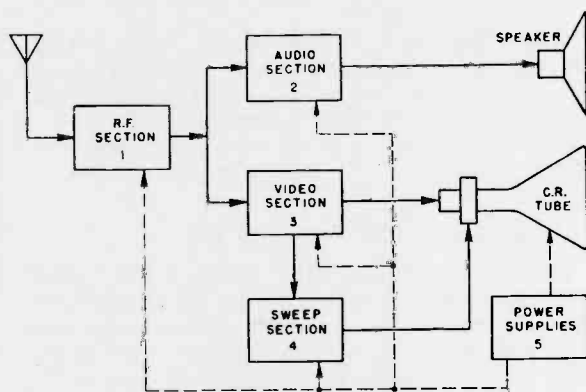 SPEAKER
AUDIO
SECTION
2
R.F.
SECTION
1
VIDEO
SECTION
3
C.R.
TUBE
SWEEP
SECTION
4
POWER
SUPPLIES
5